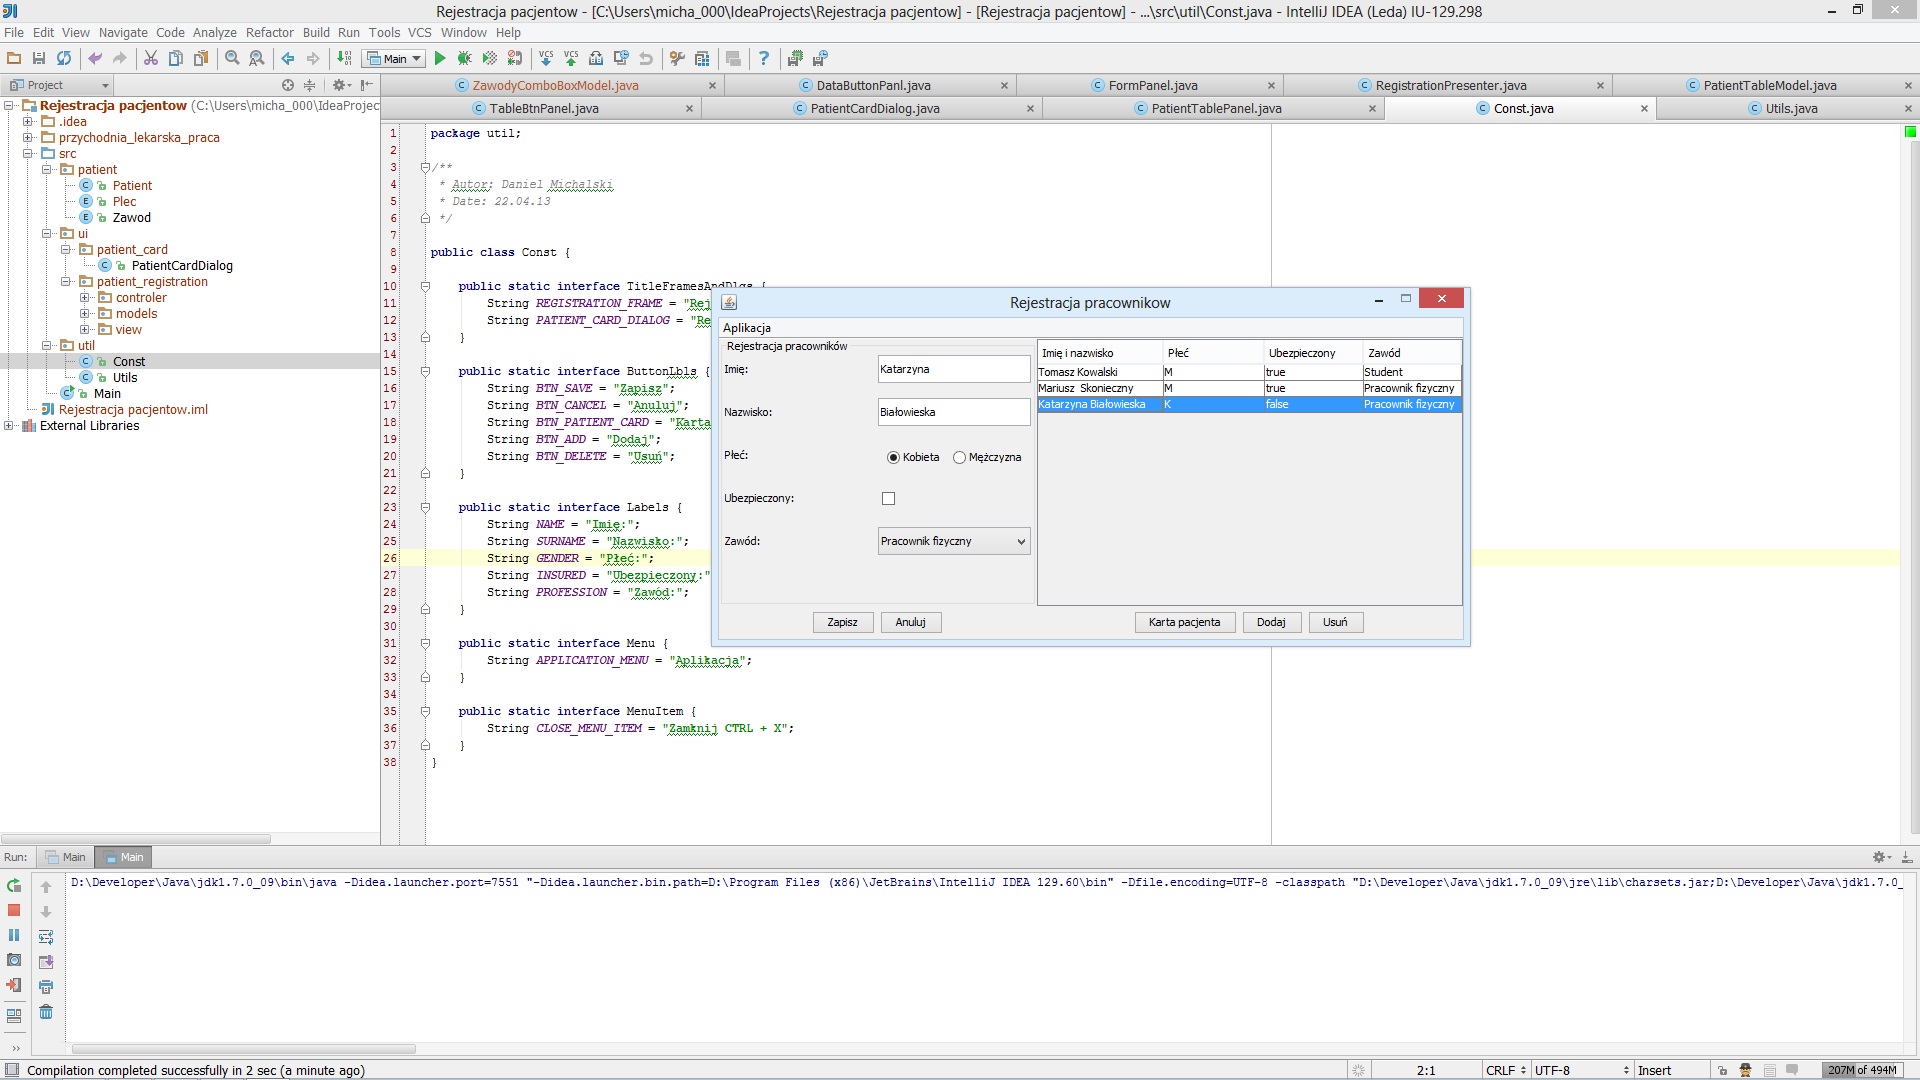 Rejestracja pacjentow - [C:\Users\micha_000\IdeaProjects\Rejestracja pacjentow] - [Rejestracja pacjentow] - ...\src\util\Const.java - IntelliJ IDEA (Leda) IU-129.298
File Edit View Navigate Code Analyze Refactor Build Run Tools VCS Window Help
Main
Project
ZawodyComboBoxModel.java DataButtonPanl.java FormPanel.java RegistrationPresenter.java PatientTableModel.java
TableBtnPanel.java PatientCardDialog.java PatientTablePanel.java Const.java Utils.java
Rejestracja pacjentow (C:\Users\micha_000\IdeaProjec
.idea
przychodnia_lekarska_praca
src
patient
Patient
Plec
Zawod
ui
patient_card
PatientCardDialog
patient_registration
controler
models
view
util
Const
Utils
Main
Rejestracja pacjentow.iml
External Libraries
1 package util;
2
3 /**
4 * Autor: Daniel Michalski
5 * Date: 22.04.13
6 */
7
8 public class Const {
9
10 public static interface TitleFramesAndDlgs {
11 String REGISTRATION_FRAME = "Rej
12 String PATIENT_CARD_DIALOG = "Re
13 }
14
15 public static interface ButtonLbls {
16 String BTN_SAVE = "Zapisz";
17 String BTN_CANCEL = "Anuluj";
18 String BTN_PATIENT_CARD = "Karta
19 String BTN_ADD = "Dodaj";
20 String BTN_DELETE = "Usuń";
21 }
22
23 public static interface Labels {
24 String NAME = "Imię:";
25 String SURNAME = "Nazwisko:";
26 String GENDER = "Płeć:";
27 String INSURED = "Ubezpieczony:"
28 String PROFESSION = "Zawód:";
29 }
30
31 public static interface Menu {
32 String APPLICATION_MENU = "Aplikacja";
33 }
34
35 public static interface MenuItem {
36 String CLOSE_MENU_ITEM = "Zamknij CTRL + X";
37 }
38 }
Rejestracja pracownikow
Aplikacja
Rejestracja pracowników
Imię: Katarzyna
Nazwisko: Białowieska
Płeć: Kobieta Mężczyzna
Ubezpieczony:
Zawód: Pracownik fizyczny
Zapisz Anuluj
Imię i nazwisko Płeć Ubezpieczony Zawód
Tomasz Kowalski M true Student
Mariusz Skonieczny M true Pracownik fizyczny
Katarzyna Białowieska K false Pracownik fizyczny
Karta pacjenta Dodaj Usuń
Run: Main Main
D:\Developer\Java\jdk1.7.0_09\bin\java -Didea.launcher.port=7551 "-Didea.launcher.bin.path=D:\Program Files (x86)\JetBrains\IntelliJ IDEA 129.60\bin" -Dfile.encoding=UTF-8 -classpath "D:\Developer\Java\jdk1.7.0_09\jre\lib\charsets.jar;D:\Developer\Java\jdk1.7.0_
Compilation completed successfully in 2 sec (a minute ago) 2:1 CRLF UTF-8 Insert 207M of 494M